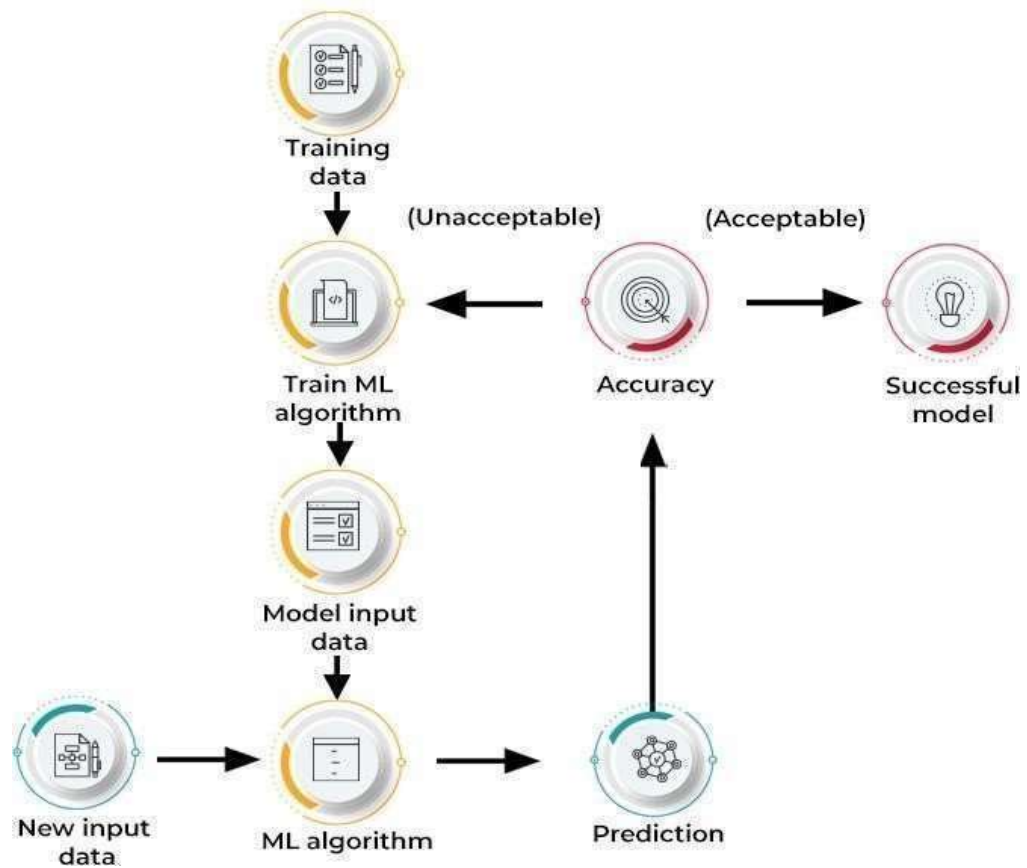 Training
data
(Unacceptable)
(Acceptable)
Train ML
algorithm
Accuracy
Successful
model
Model input
data
New input
data
ML algorithm
Prediction